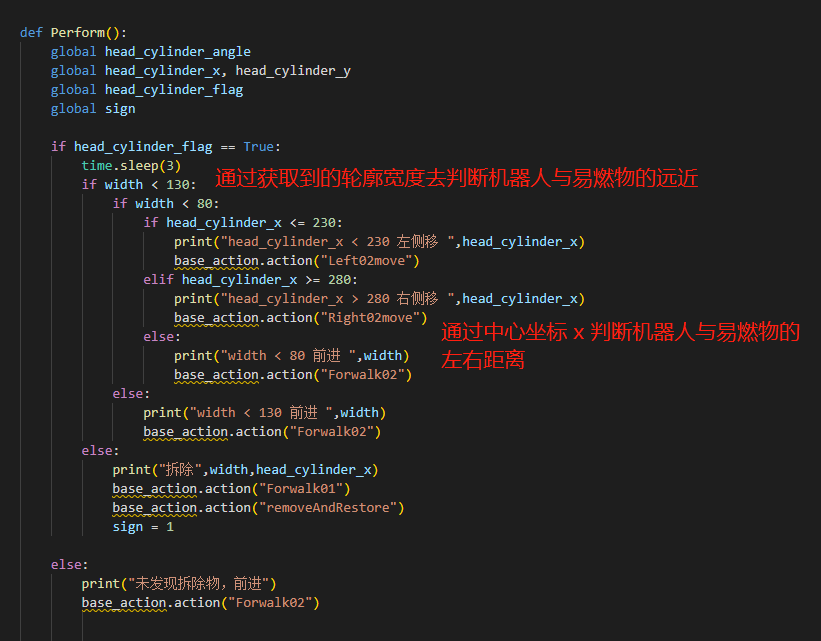 def Perform():
    global head_cylinder_angle
    global head_cylinder_x, head_cylinder_y
    global head_cylinder_flag
    global sign
    if head_cylinder_flag == True:
        time.sleep(3)
        if width < 130: 通过获取到的轮廓宽度去判断机器人与易燃物的远近
            if width < 80:
                if head_cylinder_x <= 230:
                    print("head_cylinder_x < 230 左侧移 ",head_cylinder_x)
                    base_action.action("Left02move")
                elif head_cylinder_x >= 280:
                    print("head_cylinder_x > 280 右侧移 ",head_cylinder_x)
                    base_action.action("Right02move")
通过中心坐标 x 判断机器人与易燃物的
左右距离
                else:
                    print("width < 80 前进 ",width)
                    base_action.action("Forwalk02")
            else:
                print("width < 130 前进 ",width)
                base_action.action("Forwalk02")
        else:
            print("拆除",width,head_cylinder_x)
            base_action.action("Forwalk01")
            base_action.action("removeAndRestore")
            sign = 1
    else:
        print("未发现拆除物，前进")
        base_action.action("Forwalk02")